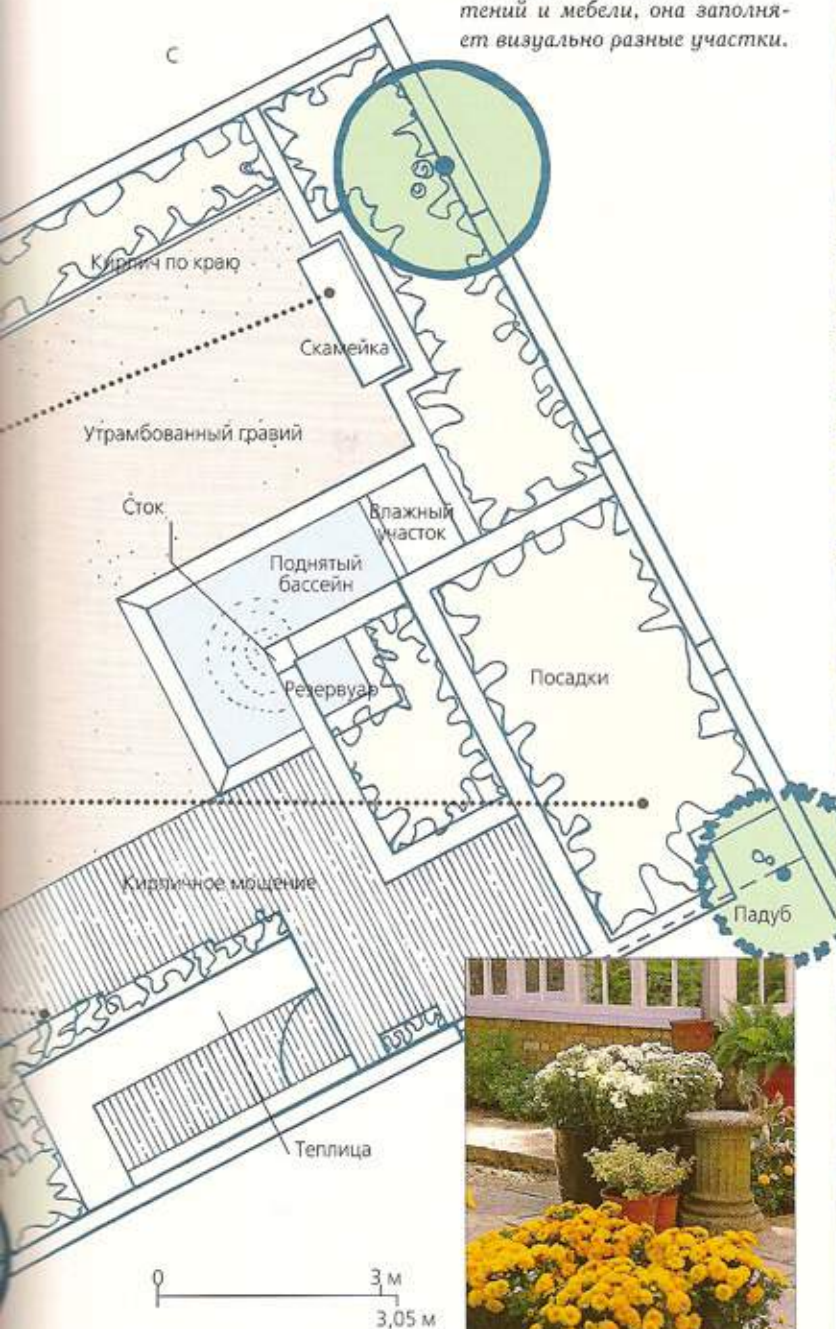 тений и мебели, она заполня-
ет визуально разные участки.
С
Кирпич по краю
Скамейка
Утрамбованный гравий
Сток
Влажный
участок
Поднятый
бассейн
Резервуар
Посадки
Кирпичное мощение
Падуб
Теплица
0
3 м
3,05 м